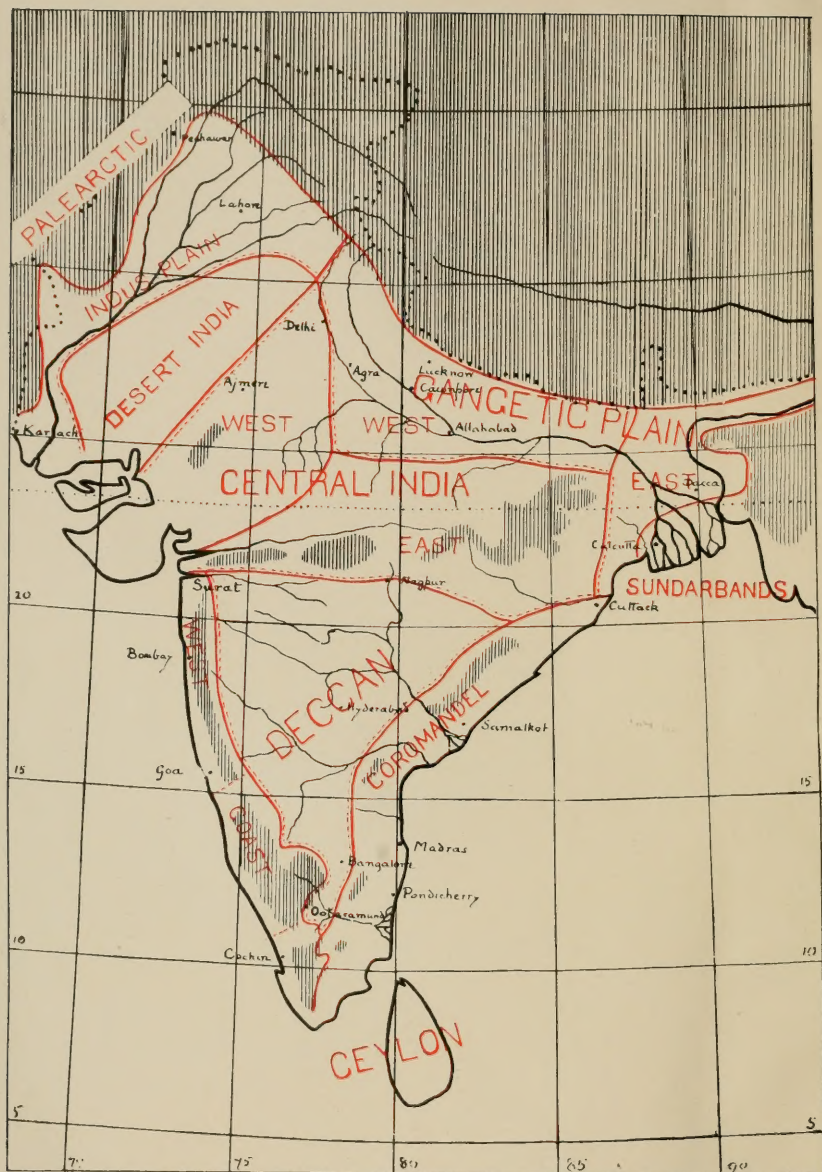 PALEARCTIC
Peshawar
Lahore
INDUS PLAIN
DESERT INDIA
Delhi
Ajmere
Agra
Lucknow
Cawnpore
GANGETIC PLAIN
WEST
WEST
Allahabad
Karrach
CENTRAL INDIA
EAST
Dacca
EAST
Calcutta
Nagpur
Surat
SUNDARBANDS
Cuttack
20
WEST
Bombay
DECCAN
Hyderabad
COROMANDEL
Samalkot
Goa
15
15
COAST
Madras
Bangalore
Pondicherry
Ootacamund
10
10
Cochin
CEYLON
5
5
75
80
85
90